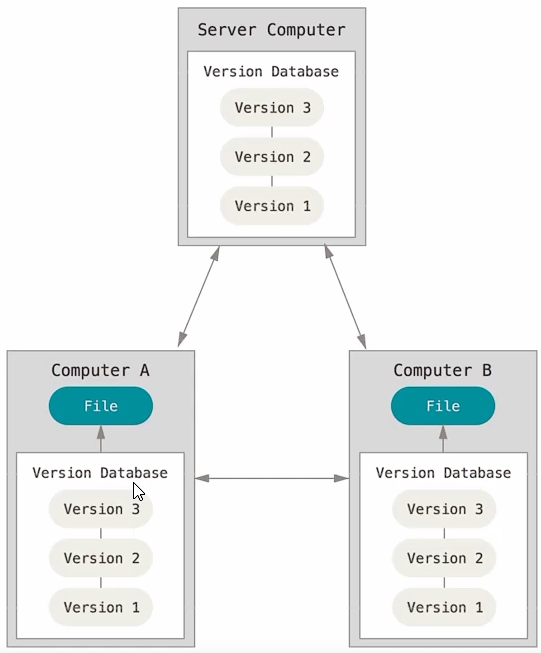 Server Computer
Version Database
Version 3
Version 2
Version 1
Computer A
File
Version Database
Version 3
Version 2
Version 1
Computer B
File
Version Database
Version 3
Version 2
Version 1